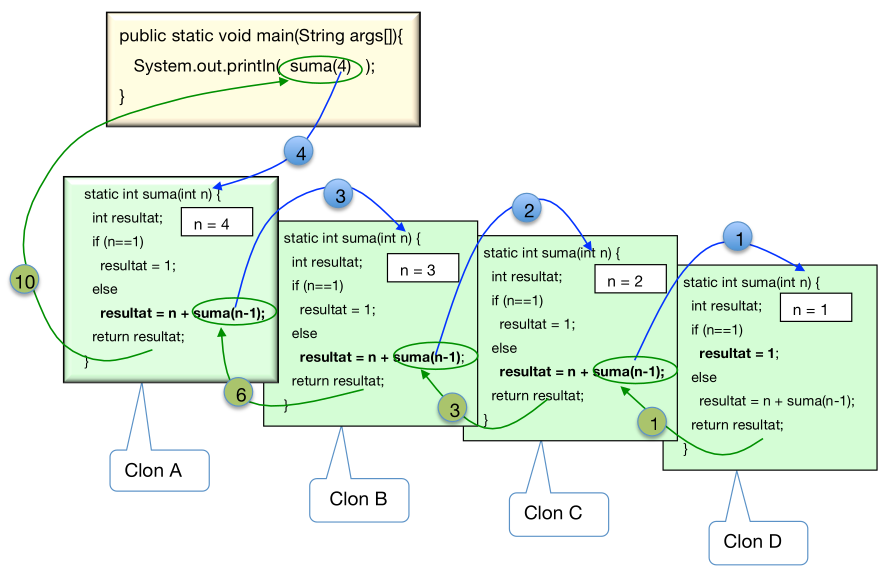 public static void main(String args[]){
System.out.println( suma(4) );
}
4
10
static int suma(int n) {
int resultat;
n = 4
if (n==1)
resultat = 1;
else
resultat = n + suma(n-1);
return resultat;
}
Clon A
3
6
static int suma(int n) {
int resultat;
n = 3
if (n==1)
resultat = 1;
else
resultat = n + suma(n-1);
return resultat;
}
Clon B
2
3
static int suma(int n) {
int resultat;
n = 2
if (n==1)
resultat = 1;
else
resultat = n + suma(n-1);
return resultat;
}
Clon C
1
1
static int suma(int n) {
int resultat;
n = 1
if (n==1)
resultat = 1;
else
resultat = n + suma(n-1);
return resultat;
}
Clon D